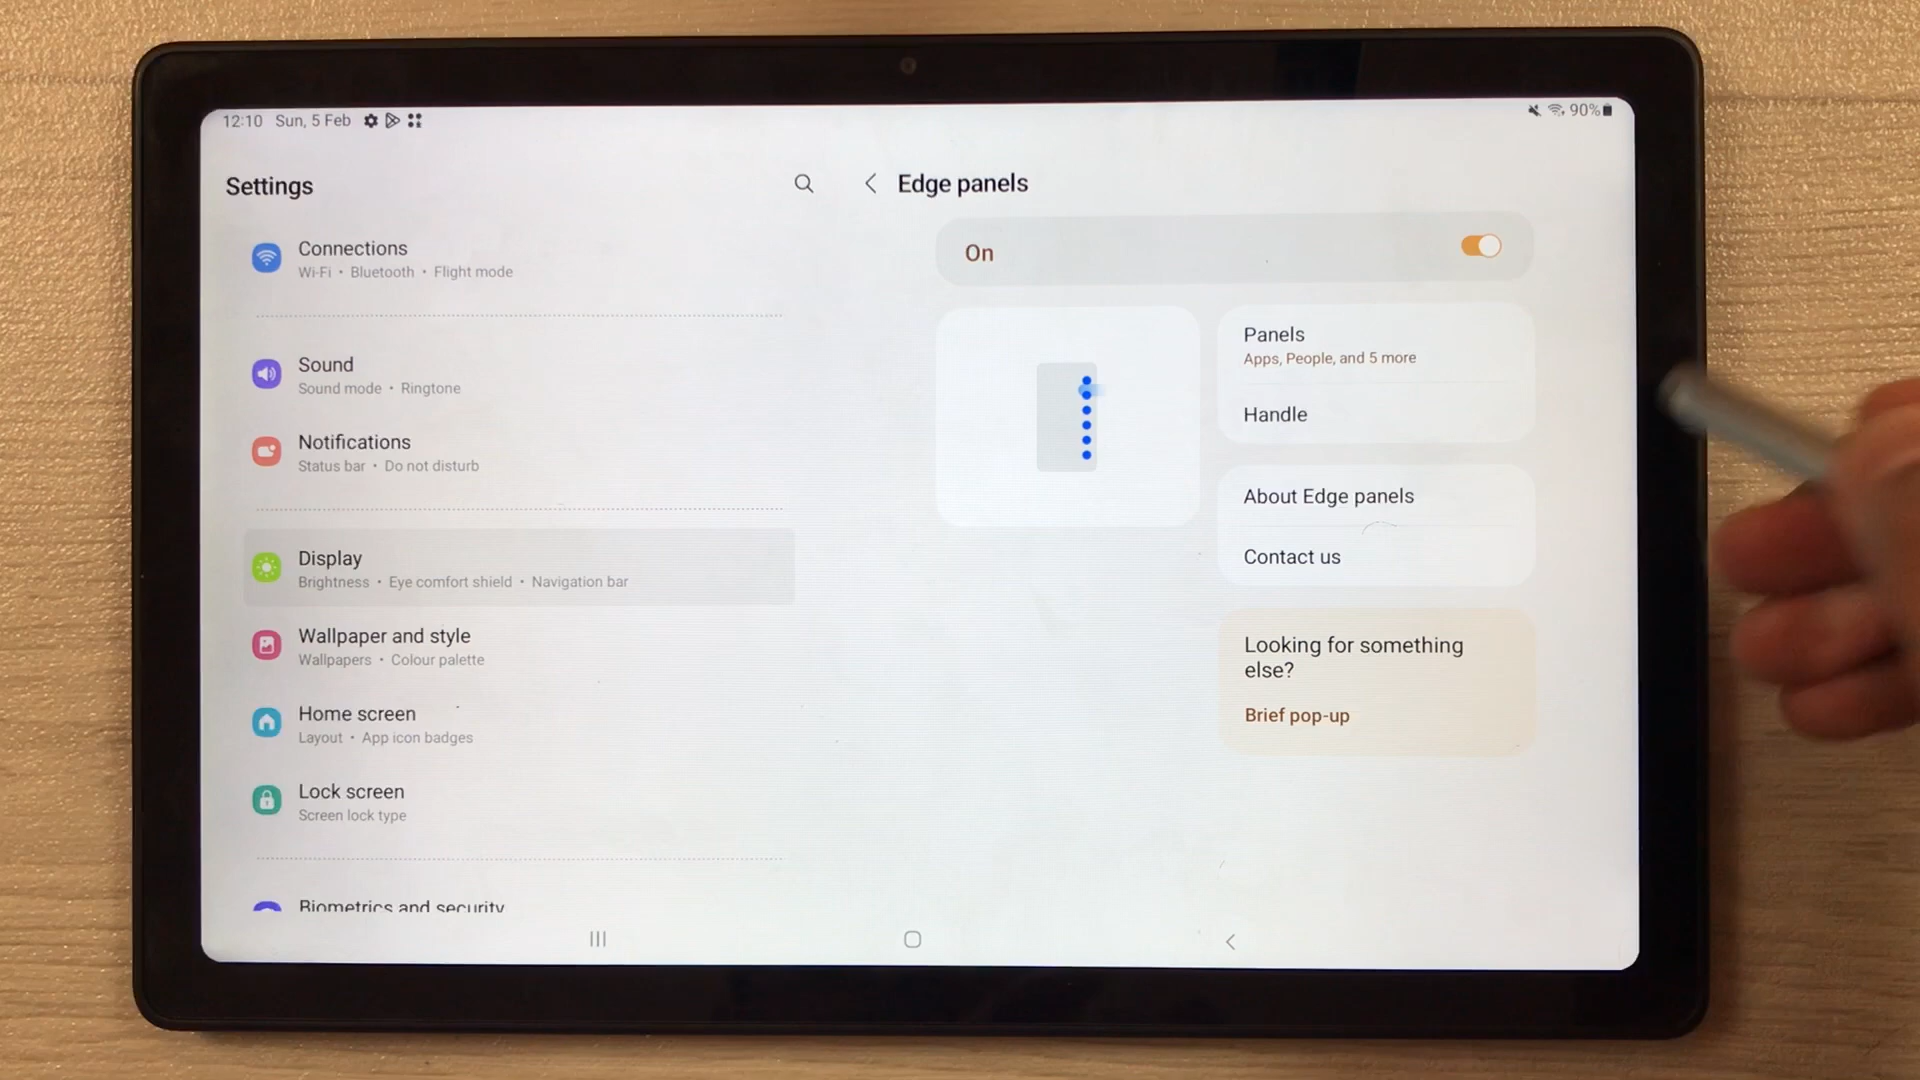 12:10 Sun, 5 Feb
90%
Settings
Connections
Wi-Fi • Bluetooth • Flight mode
Sound
Sound mode • Ringtone
Notifications
Status bar • Do not disturb
Display
Brightness • Eye comfort shield • Navigation bar
Wallpaper and style
Wallpapers • Colour palette
Home screen
Layout • App icon badges
Lock screen
Screen lock type
Biometrics and security
Edge panels
On
Panels
Apps, People, and 5 more
Handle
About Edge panels
Contact us
Looking for something
else?
Brief pop-up